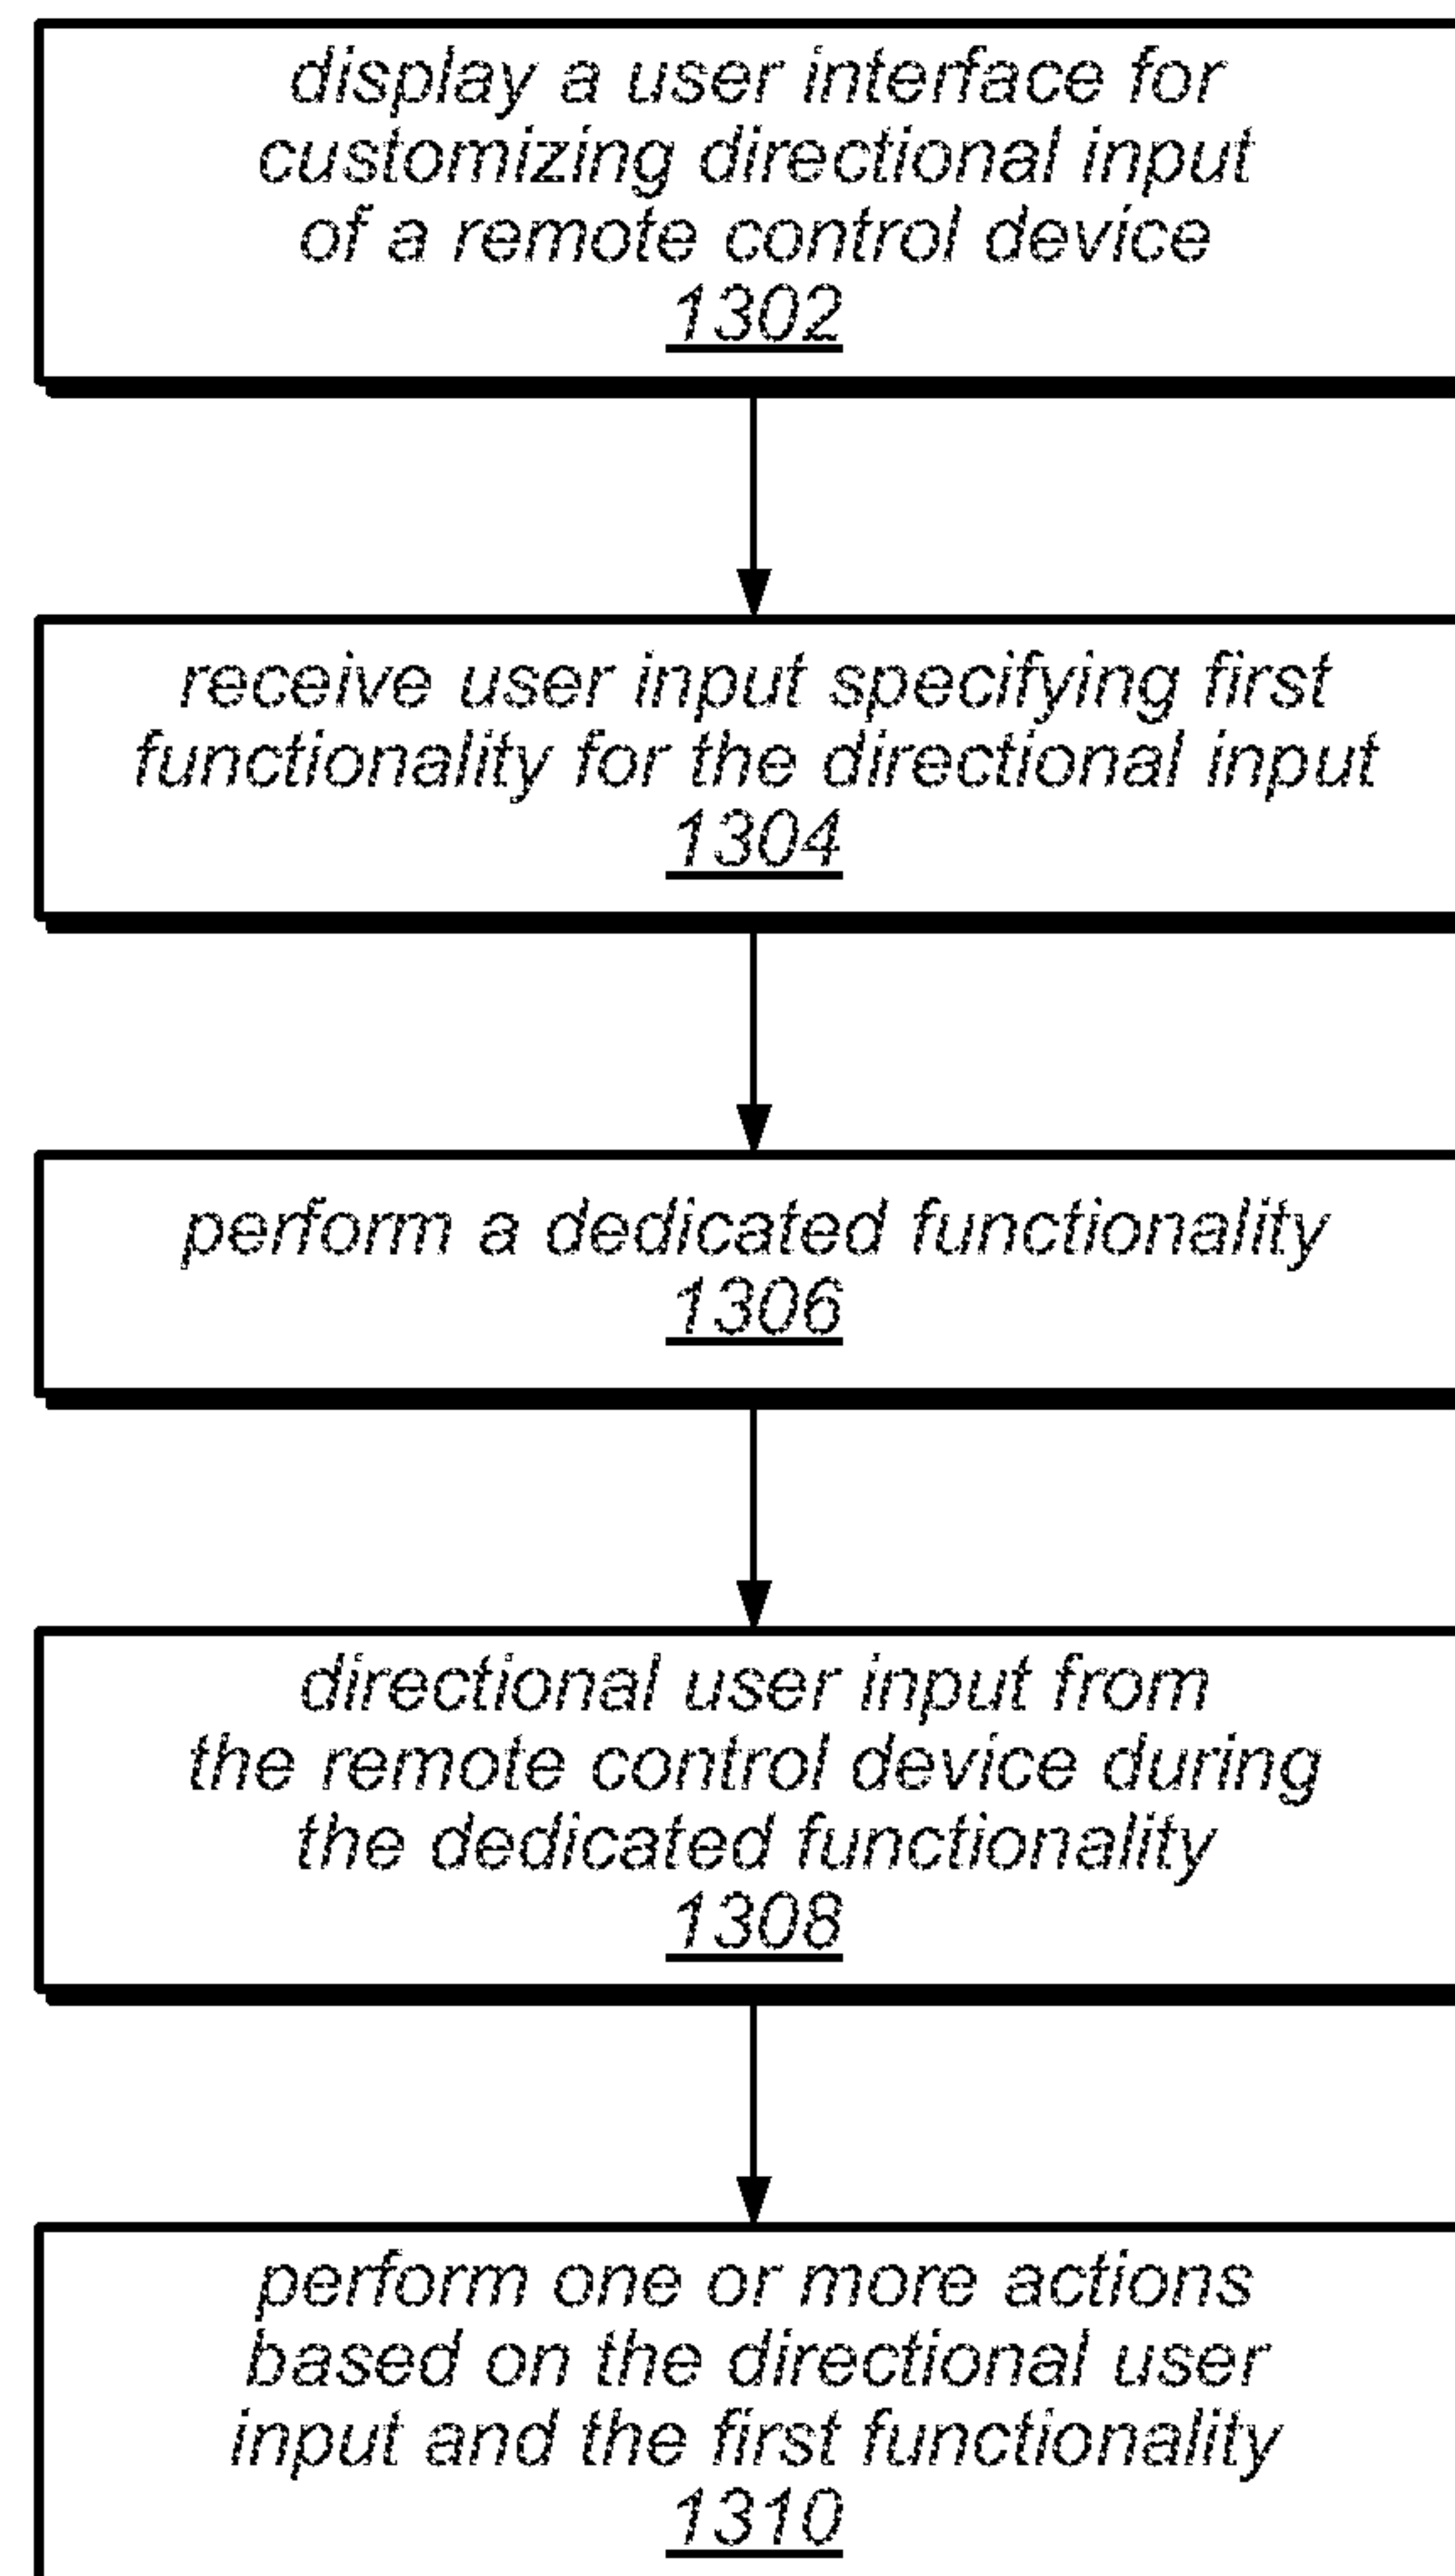 display a user interface for
customizing directional input
of a remote control device
1302
receive user input specifying first
functionality for the directional input
1304
perform a dedicated functionality
1306
directional user input from
the remote control device during
the dedicated functionality
1308
perform one or more actions
based on the directional user
input and the first functionality
1310